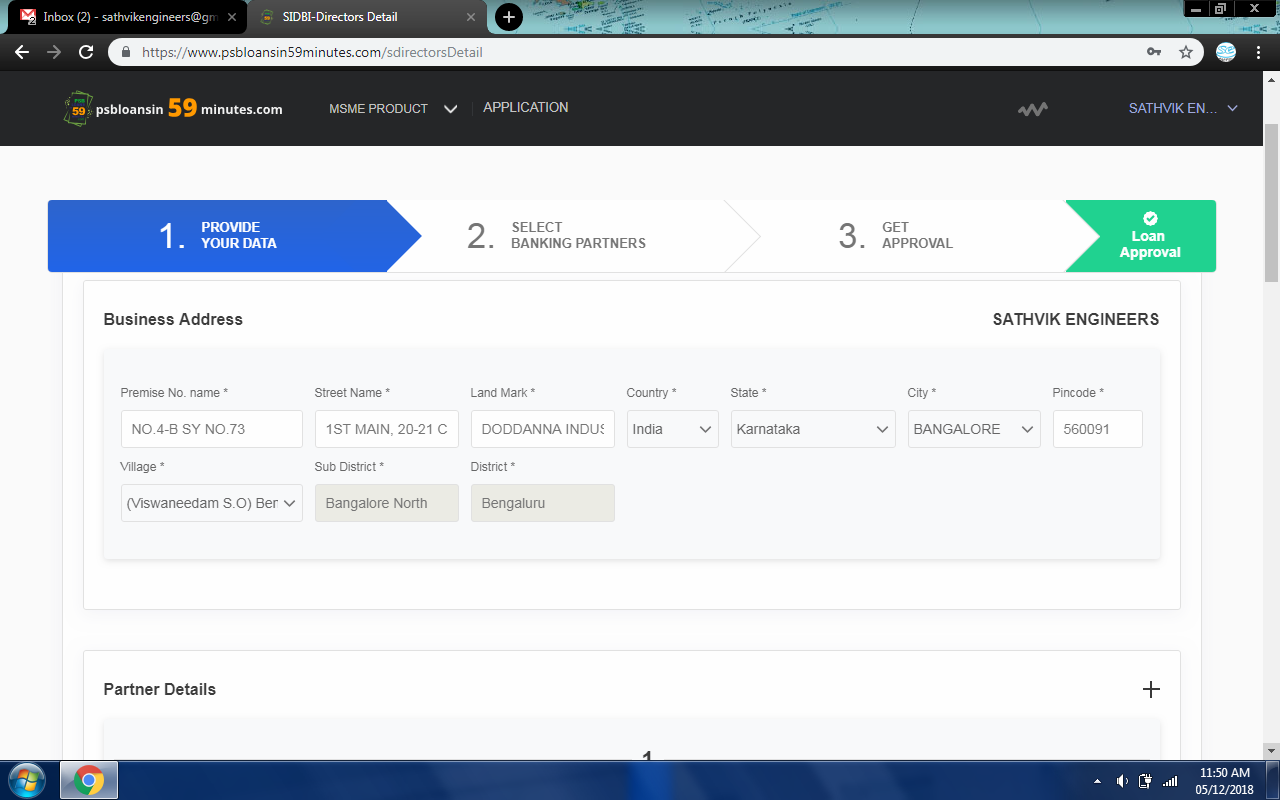 Inbox (2) - sathvikengineers@gm
SIDBI-Directors Detail
https://www.psbloansin59minutes.com/sdirectorsDetail
psbloansin 59 minutes.com
MSME PRODUCT
APPLICATION
SATHVIK EN...
1. PROVIDE
YOUR DATA
2. SELECT
BANKING PARTNERS
3. GET
APPROVAL
Loan
Approval
Business Address
SATHVIK ENGINEERS
Premise No. name * Street Name * Land Mark * Country * State * City * Pincode *
NO.4-B SY NO.73 1ST MAIN, 20-21 C DODDANNA INDUS India Karnataka BANGALORE 560091
Village * Sub District * District *
(Viswaneedam S.O) Ber Bangalore North Bengaluru
Partner Details
1
11:50 AM
05/12/2018